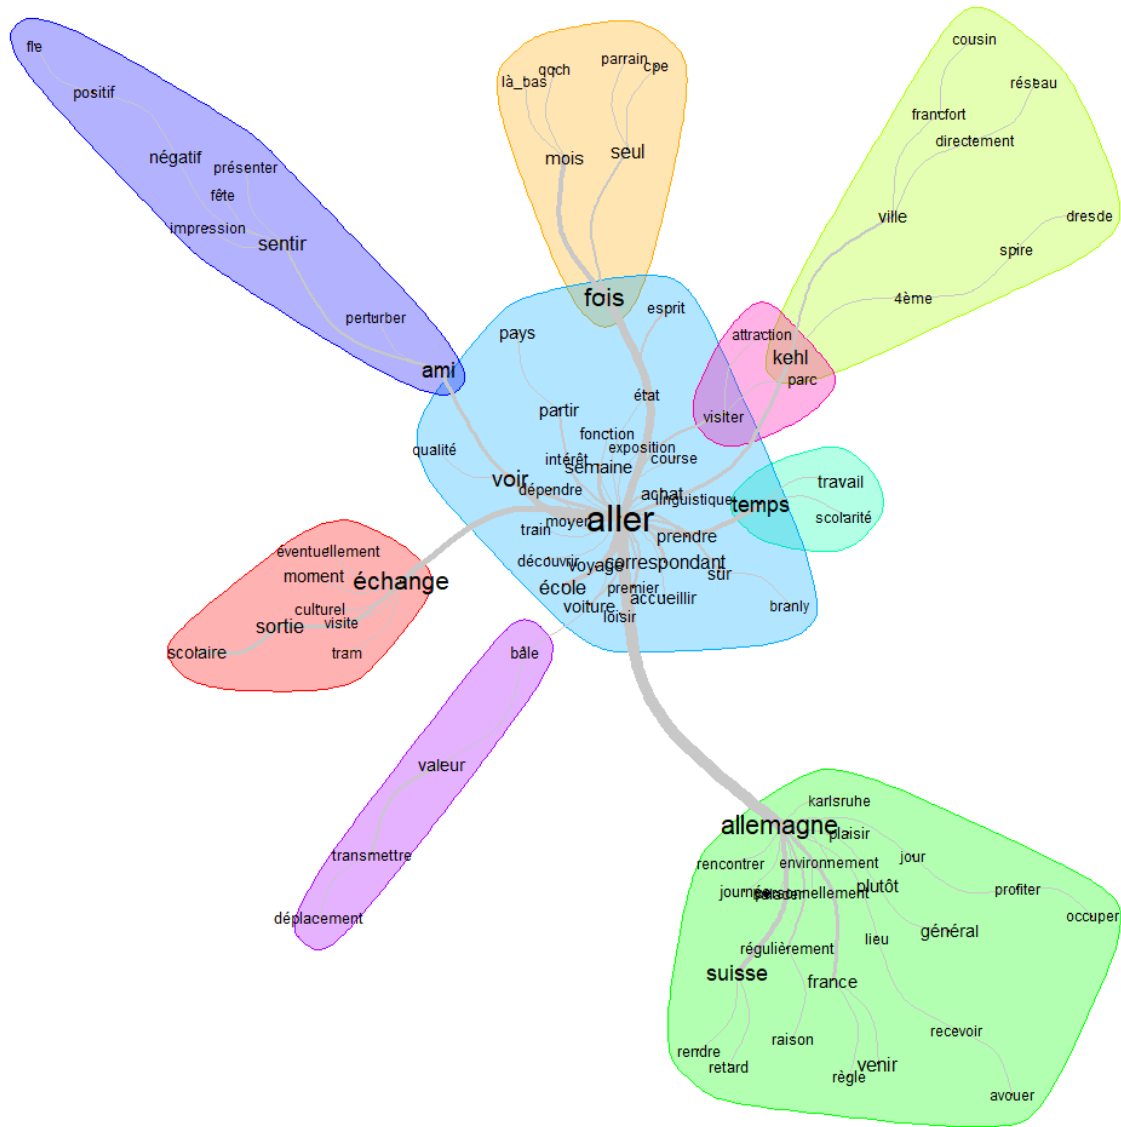 fle
positif
négatif
présenter
fête
impression
sentir
perturber
ami
là_bas
qqch
parrain
cpe
mois
seul
fois
cousin
réseau
francfort
directement
ville
dresde
spire
4ème
kehl
attraction
parc
visiter
pays
esprit
partir
état
fonction
exposition
qualité
intérêt
semaine
course
voir
dépendre
achat
linguistique
temps
travail
scolarité
aller
train
moyen
prendre
découvrir
voyage
correspondant
sur
école
premier
accueillir
voiture
loisir
branly
éventuellement
moment
échange
culturel
sortie
visite
scolaire
tram
bâle
valeur
transmettre
déplacement
karlsruhe
allemagne
plaisir
rencontrer
environnement
jour
journée
personnellement
plutôt
profiter
occuper
général
lieu
régulièrement
suisse
france
recevoir
raison
rendre
retard
venir
règle
avouer